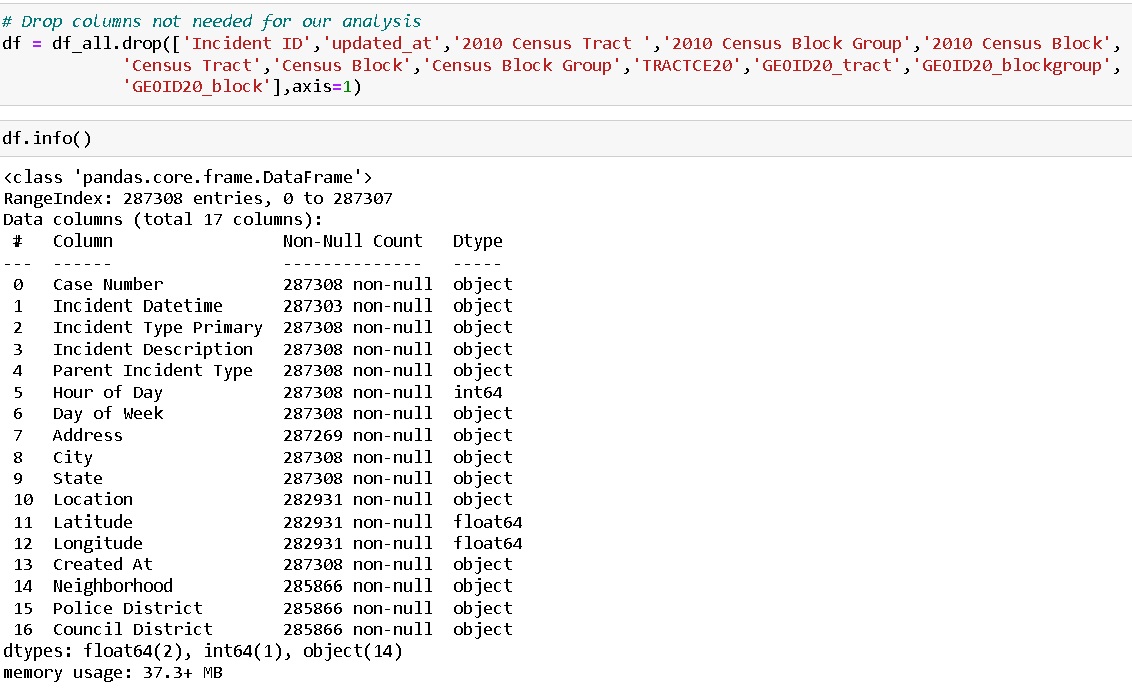 # Drop columns not needed for our analysis
df = df_all.drop(['Incident ID','updated_at','2010 Census Tract ','2010 Census Block Group','2010 Census Block',
'Census Tract','Census Block','Census Block Group','TRACTCE20','GEOID20_tract','GEOID20_blockgroup',
'GEOID20_block'],axis=1)
df.info()
<class 'pandas.core.frame.DataFrame'>
RangeIndex: 287308 entries, 0 to 287307
Data columns (total 17 columns):
# Column Non-Null Count Dtype
--- ------ -------------- -----
0 Case Number 287308 non-null object
1 Incident Datetime 287303 non-null object
2 Incident Type Primary 287308 non-null object
3 Incident Description 287308 non-null object
4 Parent Incident Type 287308 non-null object
5 Hour of Day 287308 non-null int64
6 Day of Week 287308 non-null object
7 Address 287269 non-null object
8 City 287308 non-null object
9 State 287308 non-null object
10 Location 282931 non-null object
11 Latitude 282931 non-null float64
12 Longitude 282931 non-null float64
13 Created At 287308 non-null object
14 Neighborhood 285866 non-null object
15 Police District 285866 non-null object
16 Council District 285866 non-null object
dtypes: float64(2), int64(1), object(14)
memory usage: 37.3+ MB